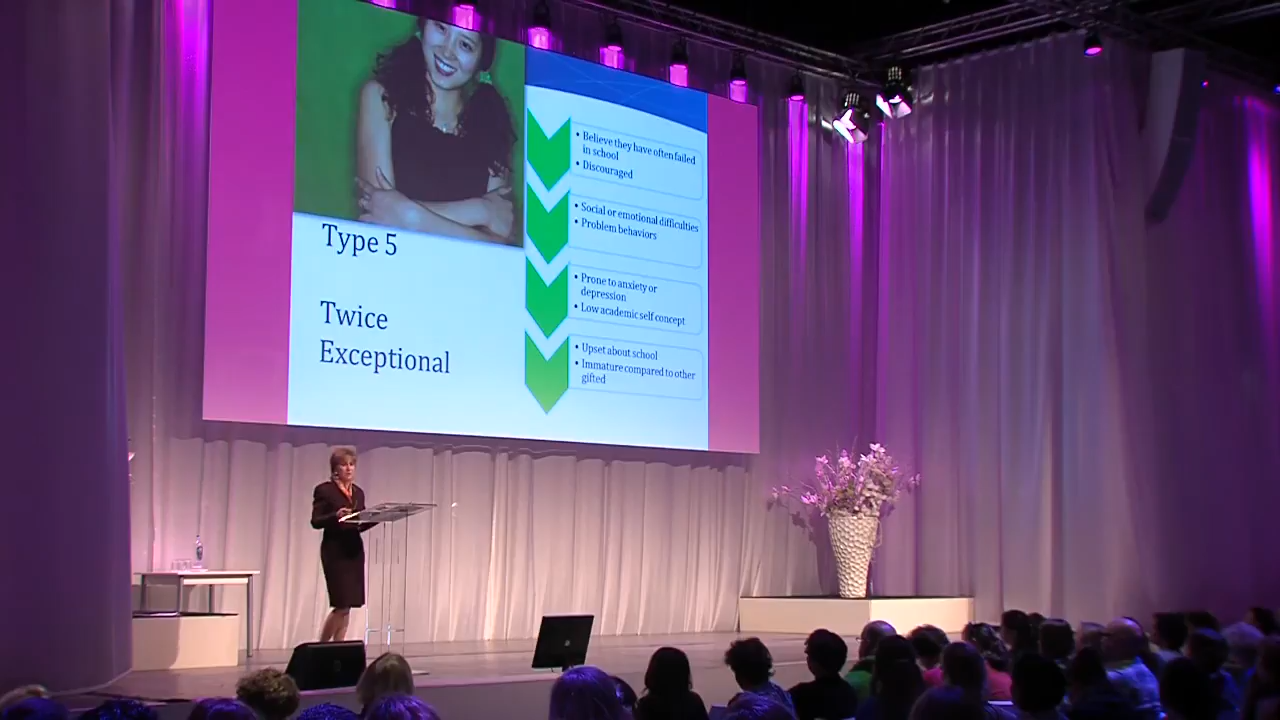 Type 5
Twice
Exceptional
• Believe they have often failed
in school
• Discouraged
• Social or emotional difficulties
• Problem behaviors
• Prone to anxiety or
depression
• Low academic self concept
• Upset about school
• Immature compared to other
gifted